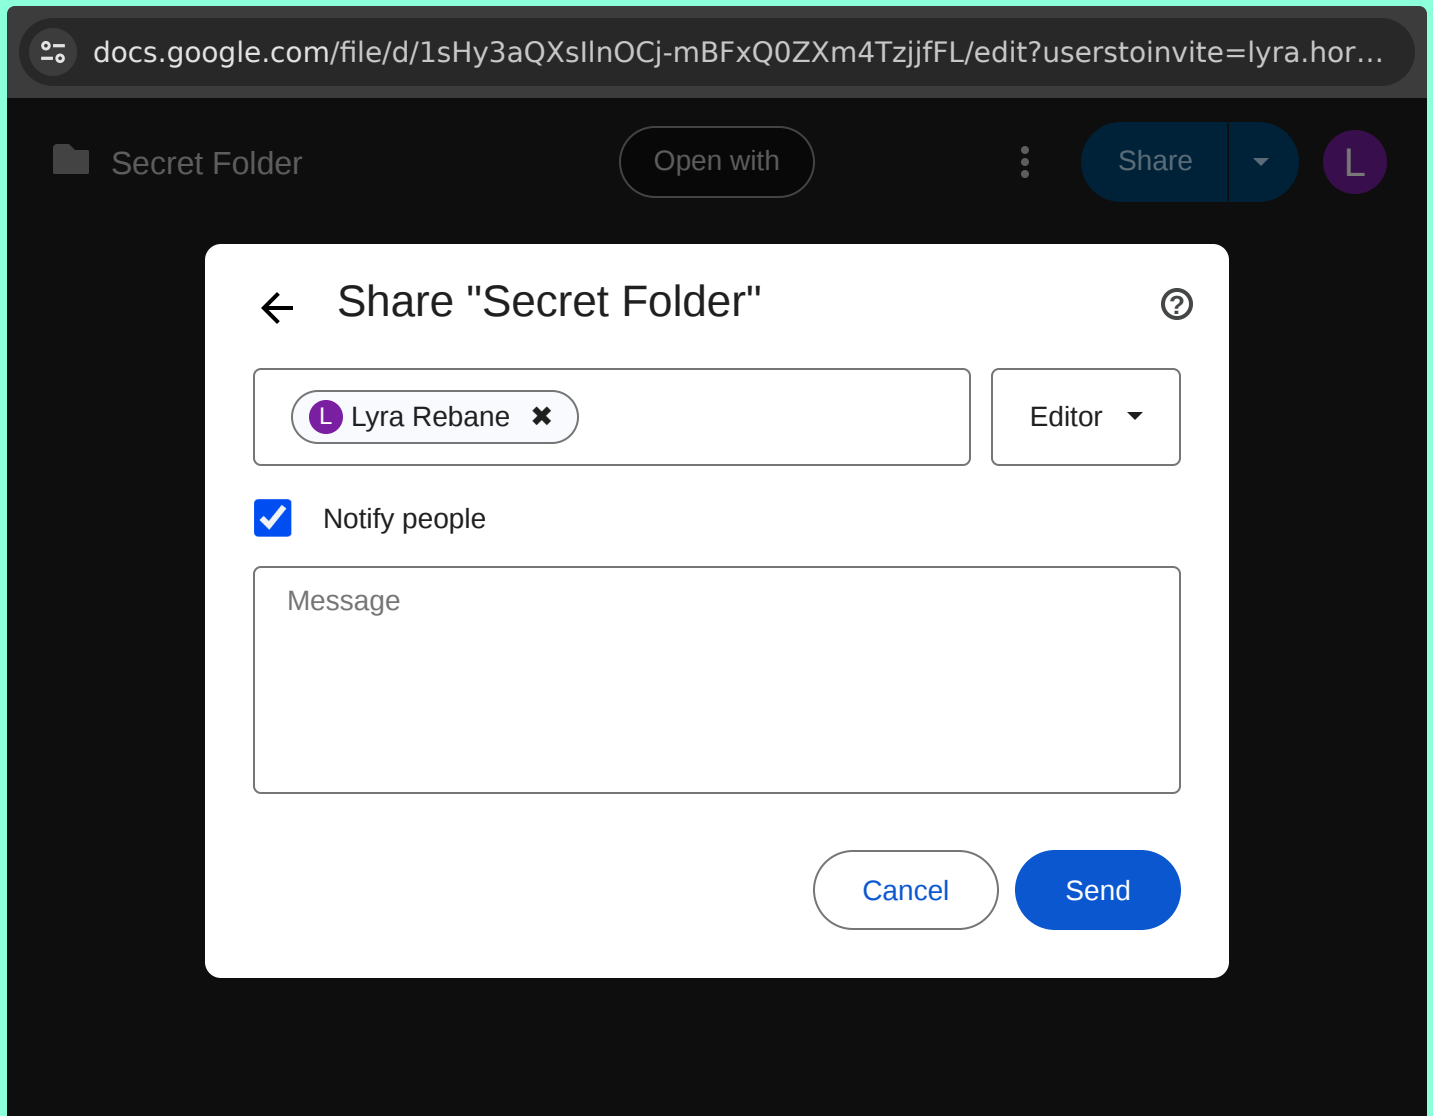 docs.google.com/file/d/1sHy3aQXsIlnOCj-mBFxQ0ZXm4TzjjfFL/edit?userstoinvite=lyra.hor…
Secret Folder
Open with
Share
L
Share "Secret Folder"
L Lyra Rebane ✖
Editor
Notify people
Message
Cancel
Send